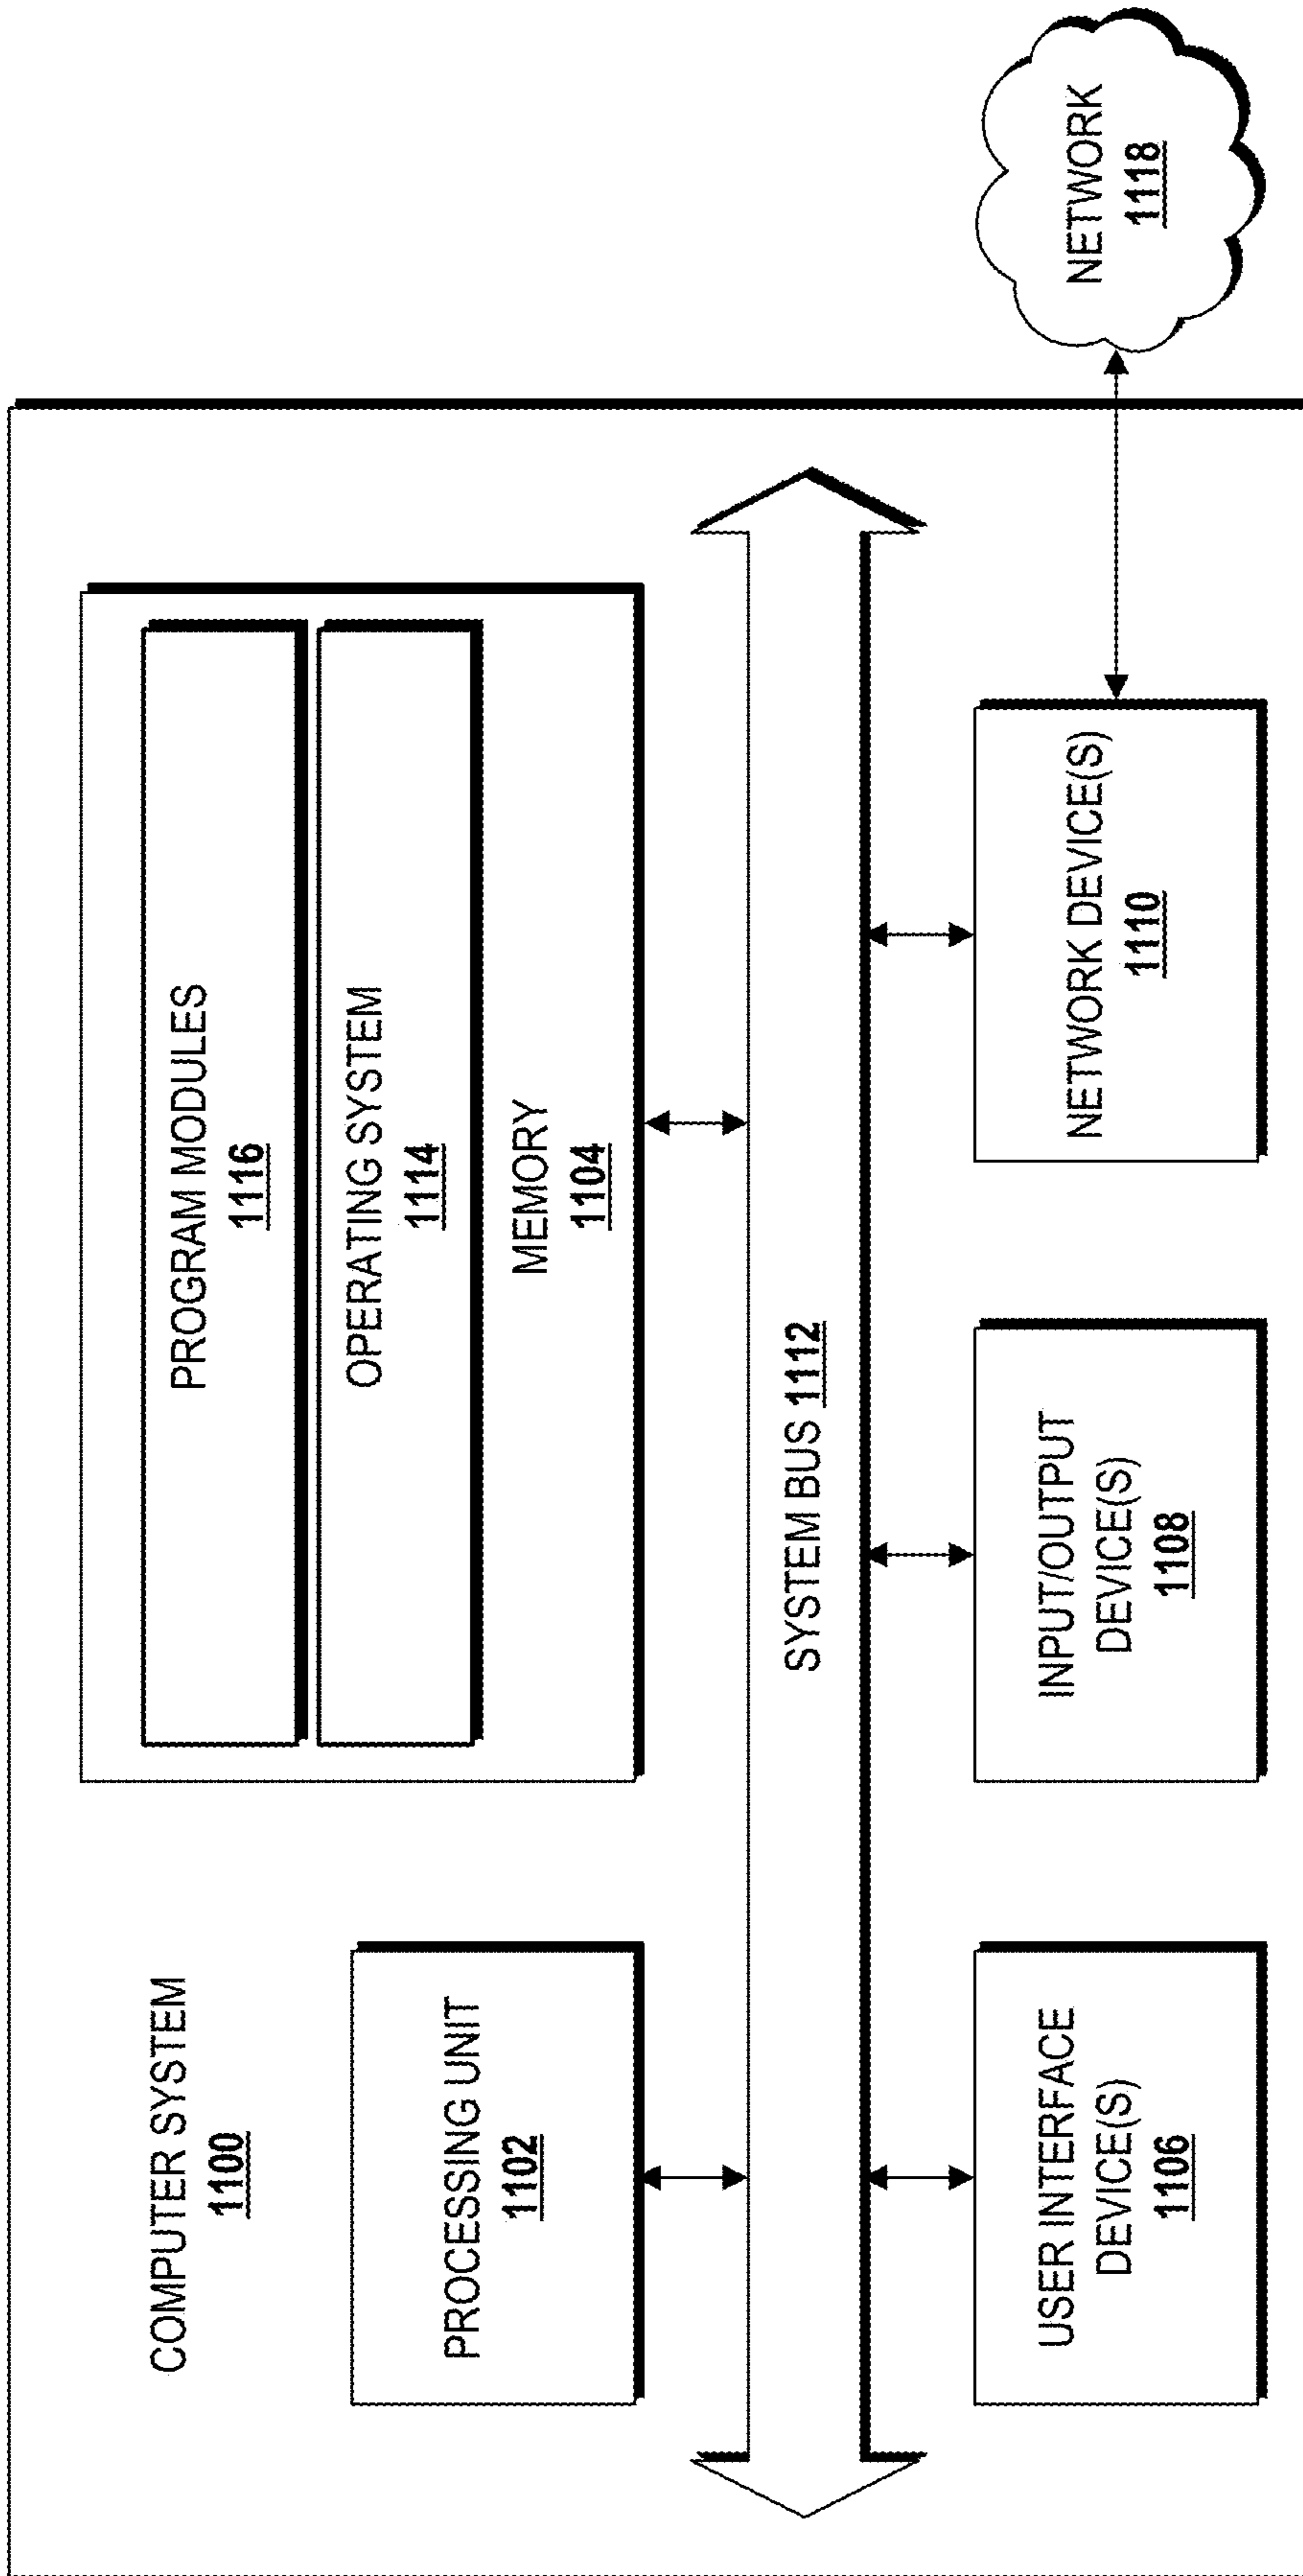 COMPUTER SYSTEM
1100
PROCESSING UNIT
1102
PROGRAM MODULES
1116
OPERATING SYSTEM
1114
MEMORY
1104
SYSTEM BUS 1112
USER INTERFACE
DEVICE(S)
1106
INPUT/OUTPUT
DEVICE(S)
1108
NETWORK DEVICE(S)
1110
NETWORK
1118